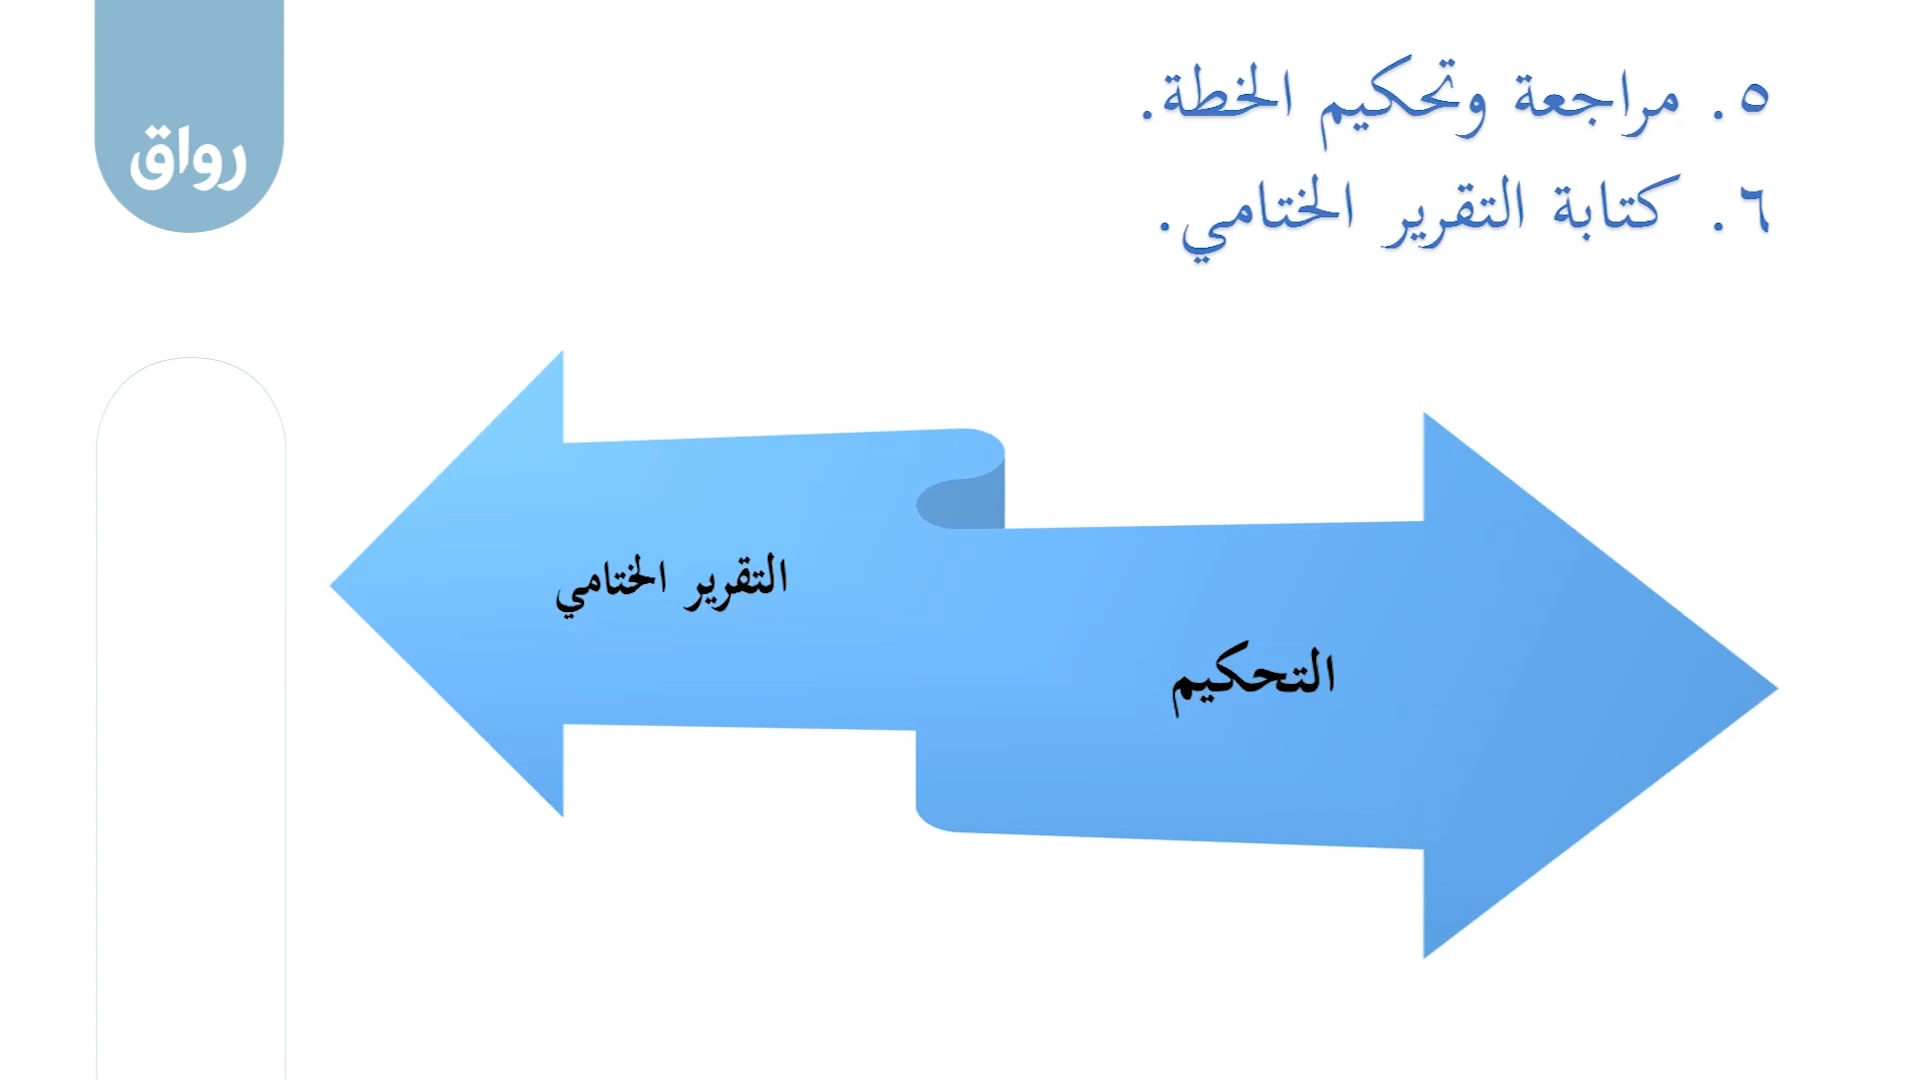 ٥. مراجعة وتحكيم الخطة.
٦. كتابة التقرير الختامي.
رواق
التقرير الختامي
التحكيم